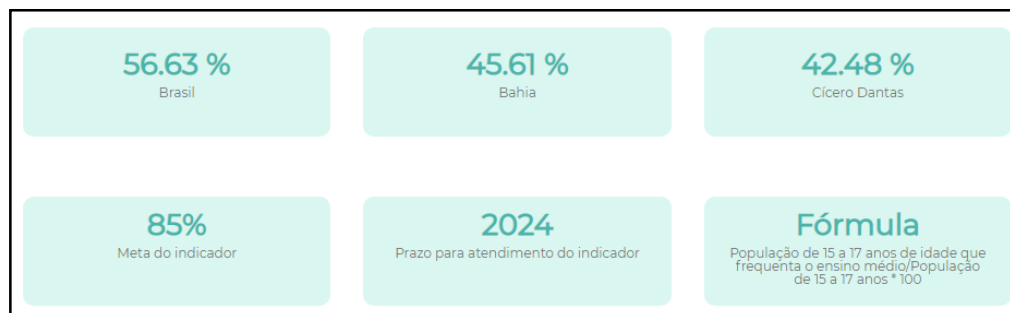 56.63 %
Brasil
45.61 %
Bahia
42.48 %
Cícero Dantas
85%
Meta do indicador
2024
Prazo para atendimento do indicador
Fórmula
População de 15 a 17 anos de idade que
frequenta o ensino médio/População
de 15 a 17 anos * 100